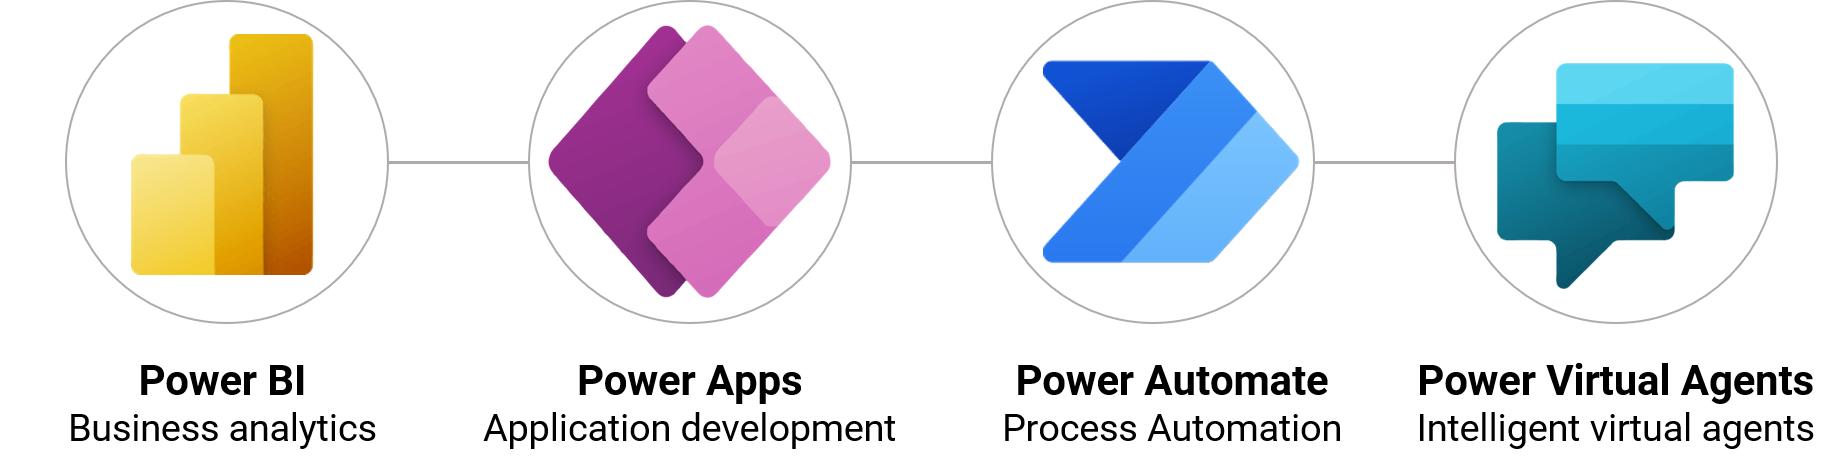 Power BI
Business analytics
Power Apps
Application development
Power Automate
Process Automation
Power Virtual Agents
Intelligent virtual agents